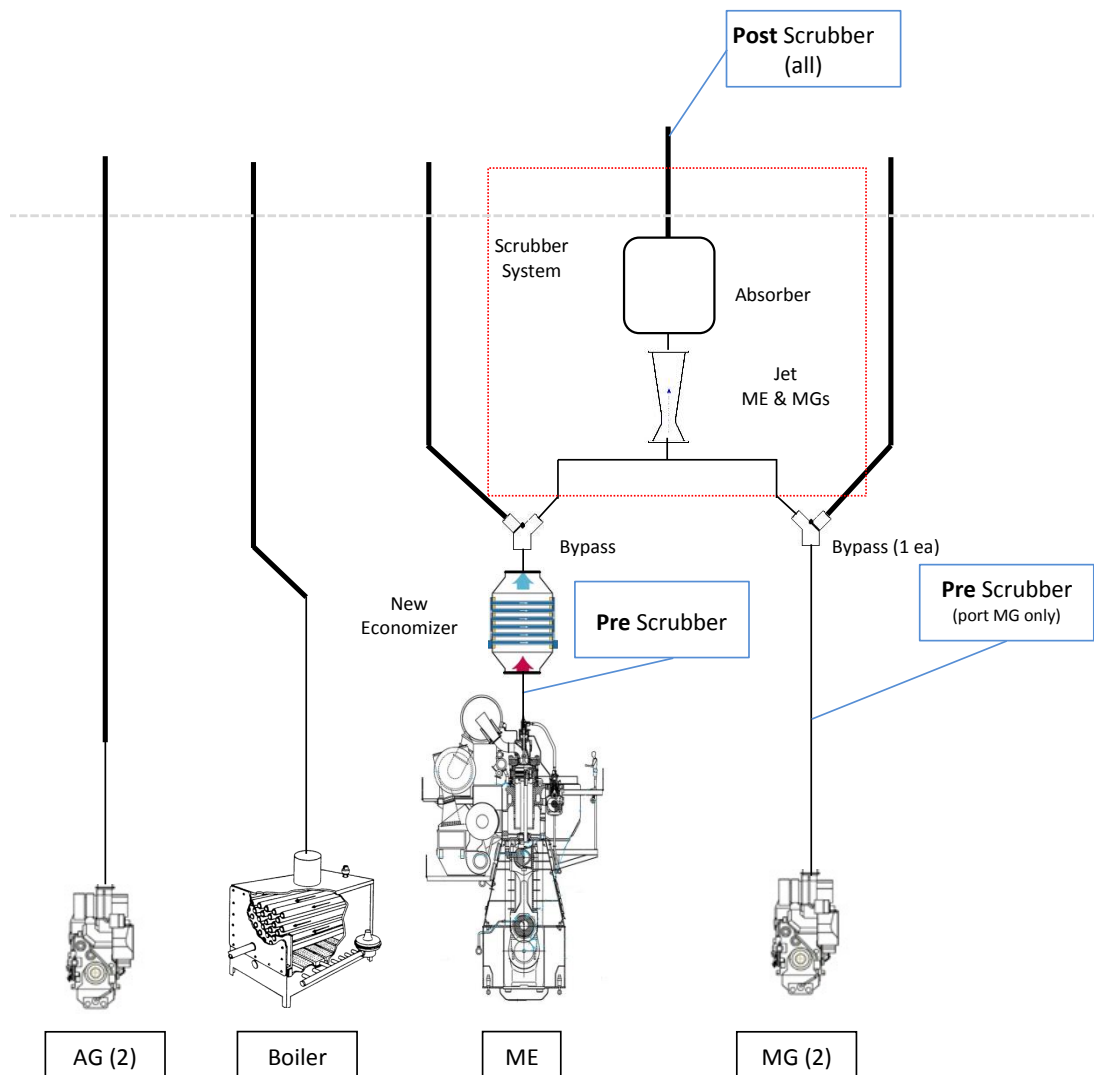 Post Scrubber
(all)
Scrubber
System
Absorber
Jet
ME & MGs
Bypass
Bypass (1 ea)
New
Economizer
Pre Scrubber
Pre Scrubber
(port MG only)
AG (2)
Boiler
ME
MG (2)